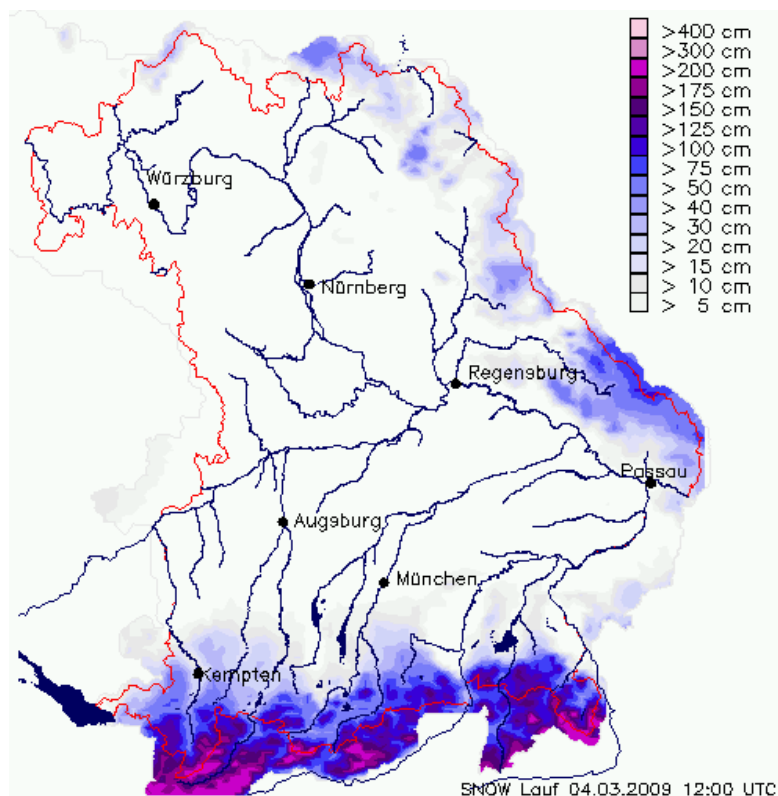 >400 cm
>300 cm
>200 cm
>175 cm
>150 cm
>125 cm
>100 cm
> 75 cm
> 50 cm
> 40 cm
> 30 cm
> 20 cm
> 15 cm
> 10 cm
> 5 cm
Würzburg
Nürnberg
Regensburg
Passau
Augsburg
München
Kempten
SNOW Lauf 04.03.2009 12:00 UTC